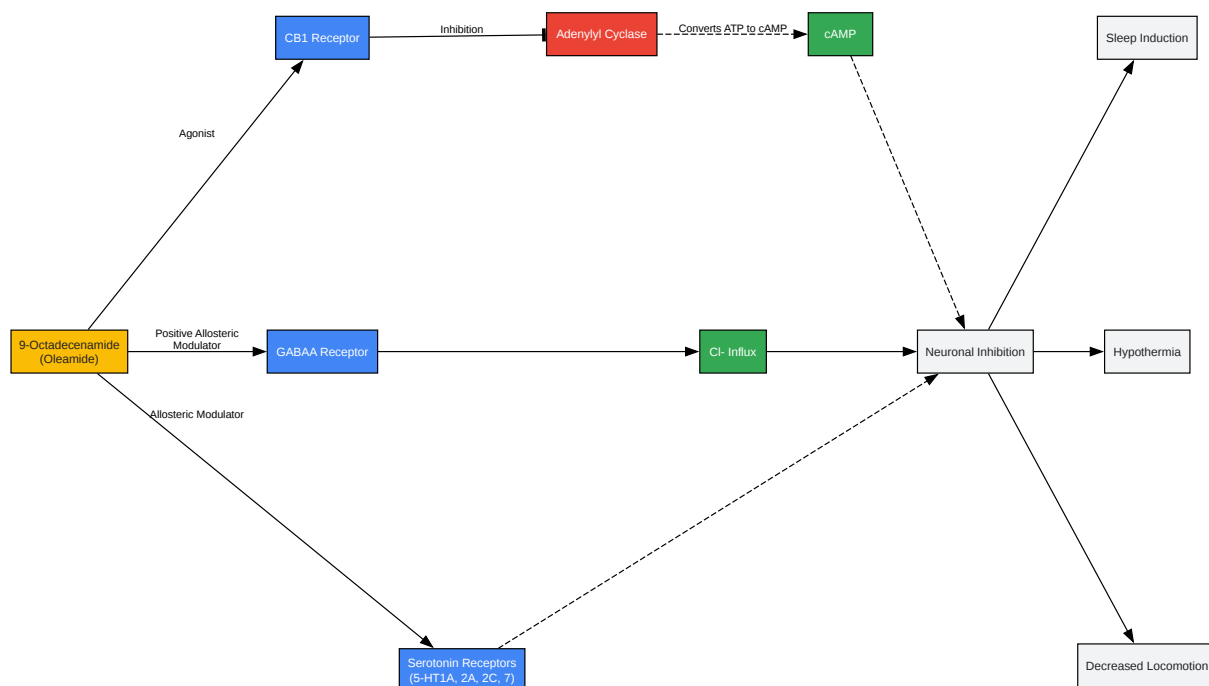 CB1 Receptor
Inhibition
Adenylyl Cyclase
Converts ATP to cAMP
cAMP
Sleep Induction
Agonist
9-Octadecenamide
(Oleamide)
Positive Allosteric
Modulator
GABAA Receptor
Cl- Influx
Neuronal Inhibition
Hypothermia
Allosteric Modulator
Serotonin Receptors
(5-HT1A, 2A, 2C, 7)
Decreased Locomotion